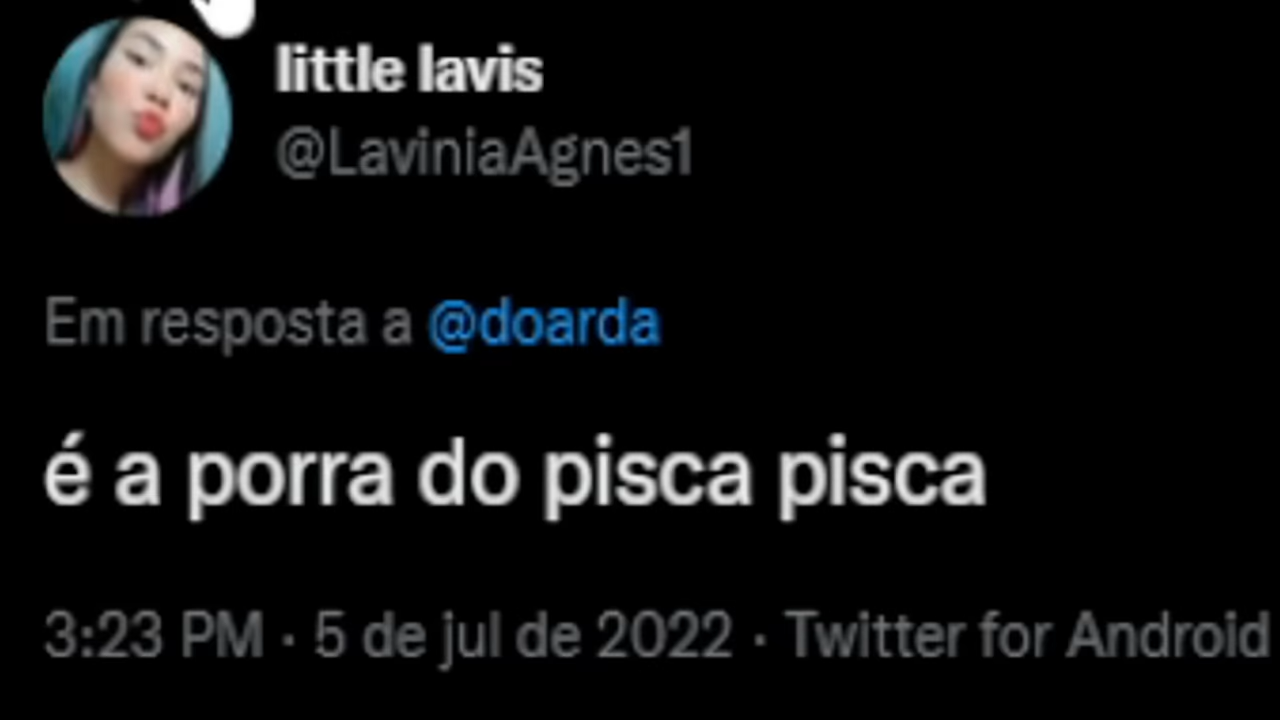 little lavis
@LaviniaAgnes1
Em resposta a @doarda
é a porra do pisca pisca
3:23 PM · 5 de jul de 2022 · Twitter for Android